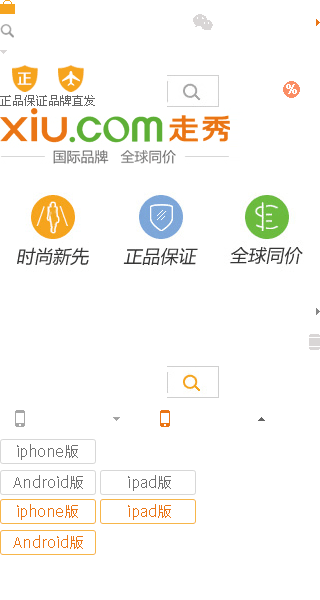 正
正品保证品牌直发
%
xiu.com 走秀
国际品牌 全球同价
时尚新先 正品保证 全球同价
iphone版
Android版 ipad版
iphone版 ipad版
Android版